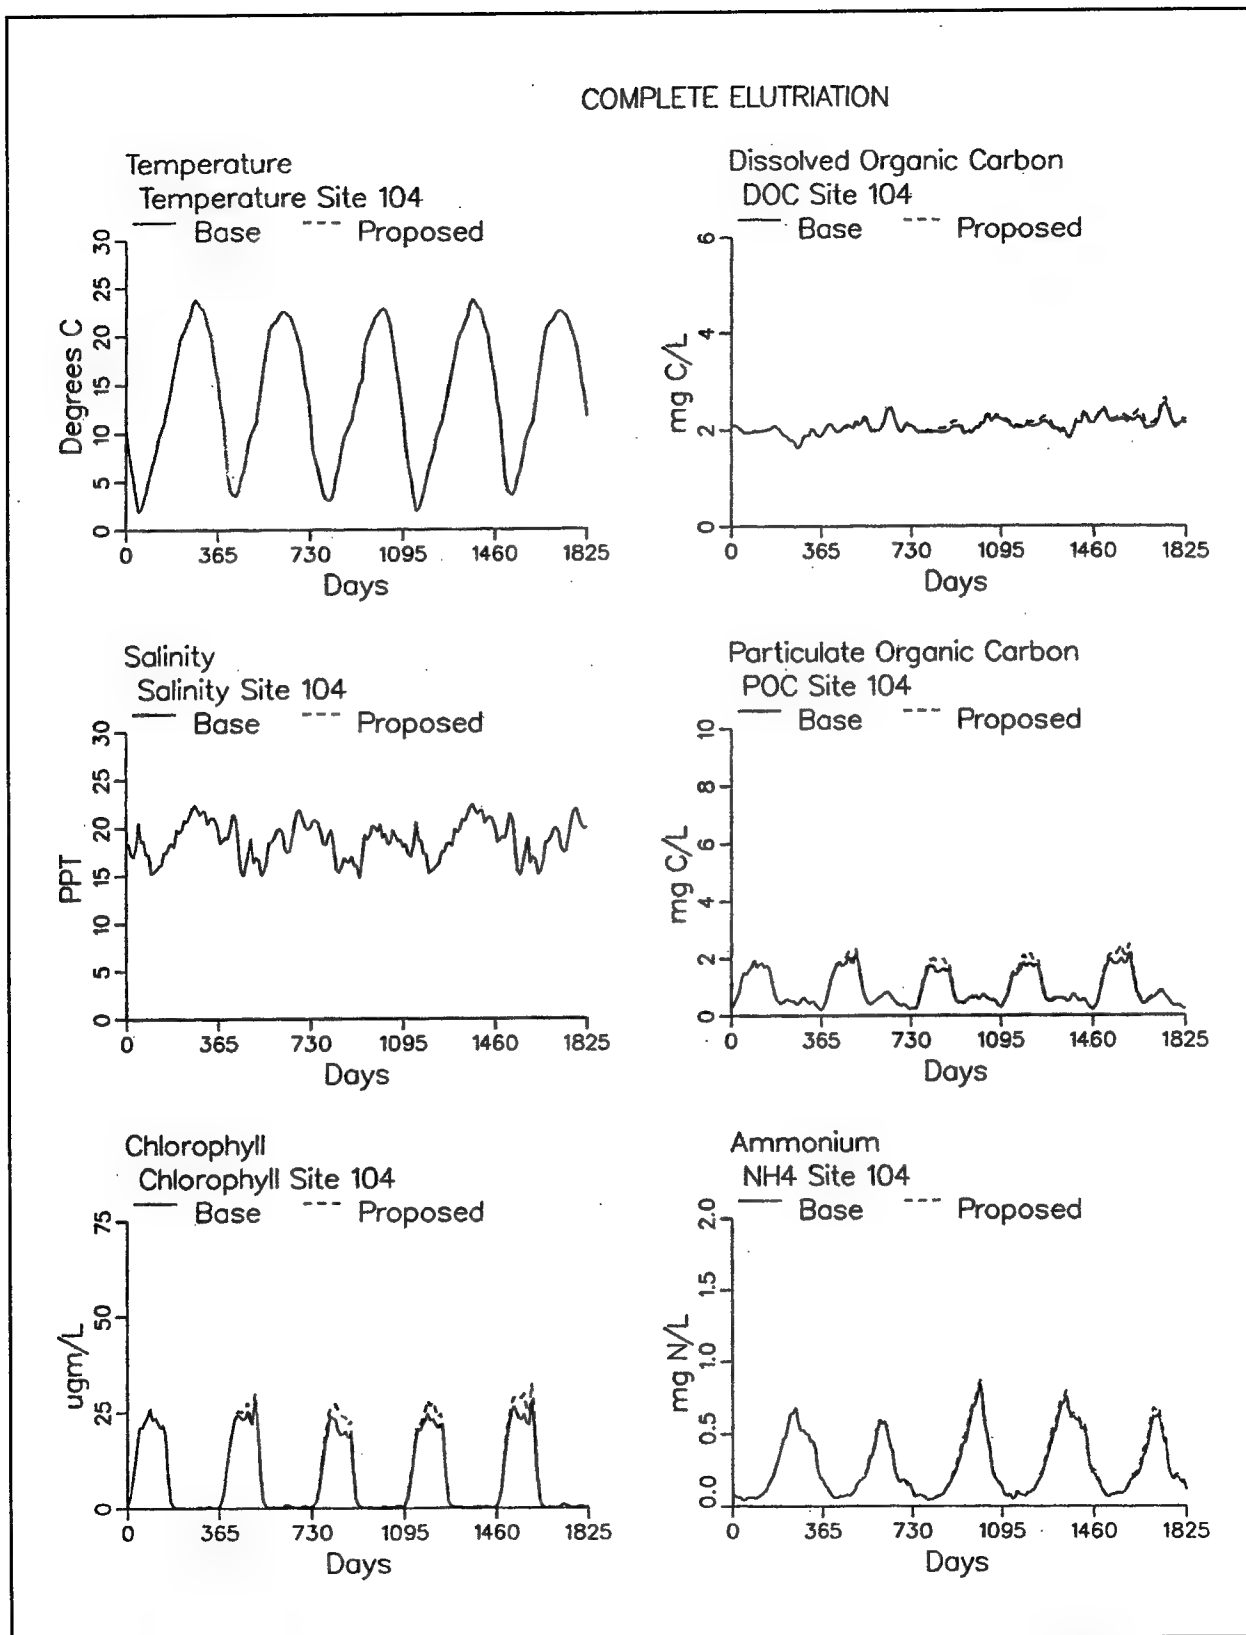 COMPLETE ELUTRIATION
Temperature
Temperature Site 104
Base Proposed
30
25
20
15
10
5
0
Degrees C
0 365 730 1095 1460 1825
Days
Dissolved Organic Carbon
DOC Site 104
Base Proposed
6
4
2
0
mg C/L
0 365 730 1095 1460 1825
Days
Salinity
Salinity Site 104
Base Proposed
30
25
20
15
10
5
0
PPT
0 365 730 1095 1460 1825
Days
Particulate Organic Carbon
POC Site 104
Base Proposed
10
8
6
4
2
0
mg C/L
0 365 730 1095 1460 1825
Days
Chlorophyll
Chlorophyll Site 104
Base Proposed
75
50
25
0
ugm/L
0 365 730 1095 1460 1825
Days
Ammonium
NH4 Site 104
Base Proposed
2.0
1.5
1.0
0.5
0.0
mg N/L
0 365 730 1095 1460 1825
Days